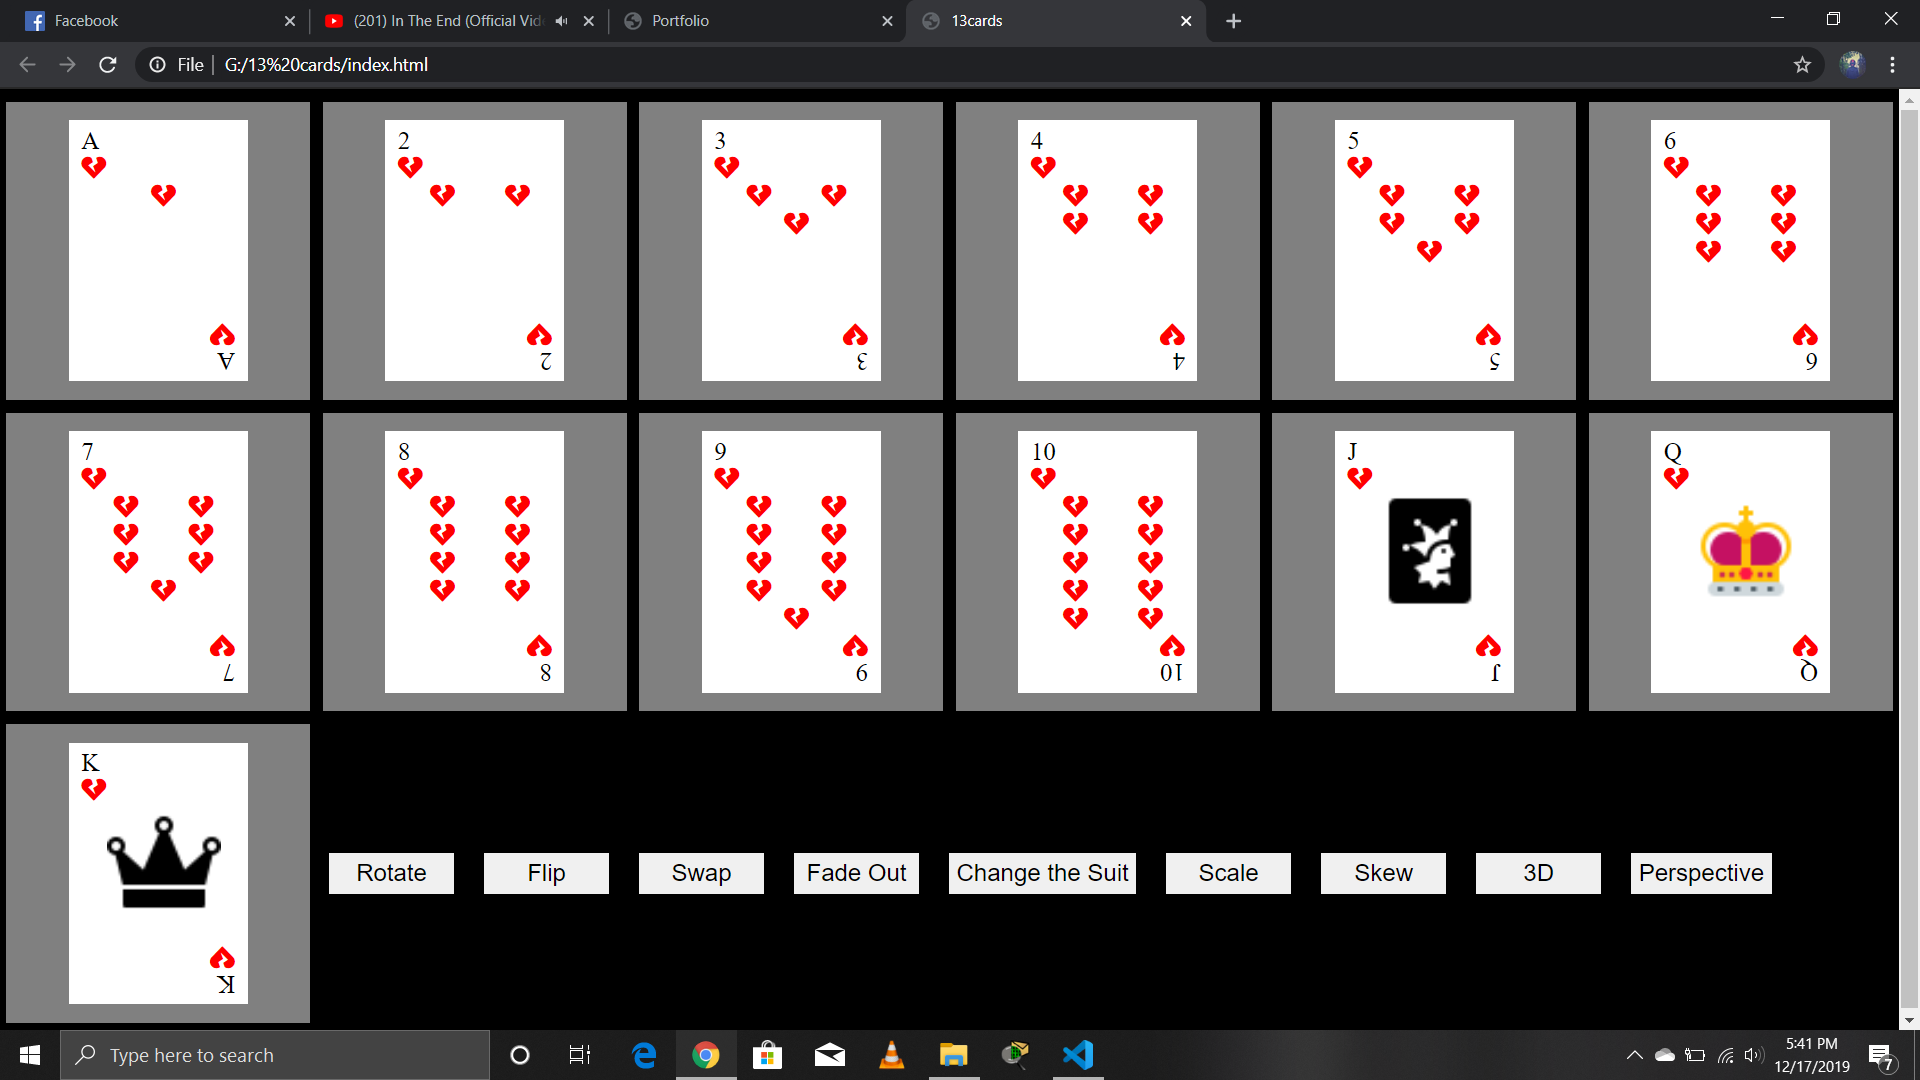 Facebook
(201) In The End (Official Vid
Portfolio
13cards
File
G:/13%20cards/index.html
A
A
2
2
3
3
4
4
5
5
6
6
7
7
8
8
9
9
10
10
J
J
Q
Q
K
K
Rotate
Flip
Swap
Fade Out
Change the Suit
Scale
Skew
3D
Perspective
Type here to search
5:41 PM
12/17/2019
7